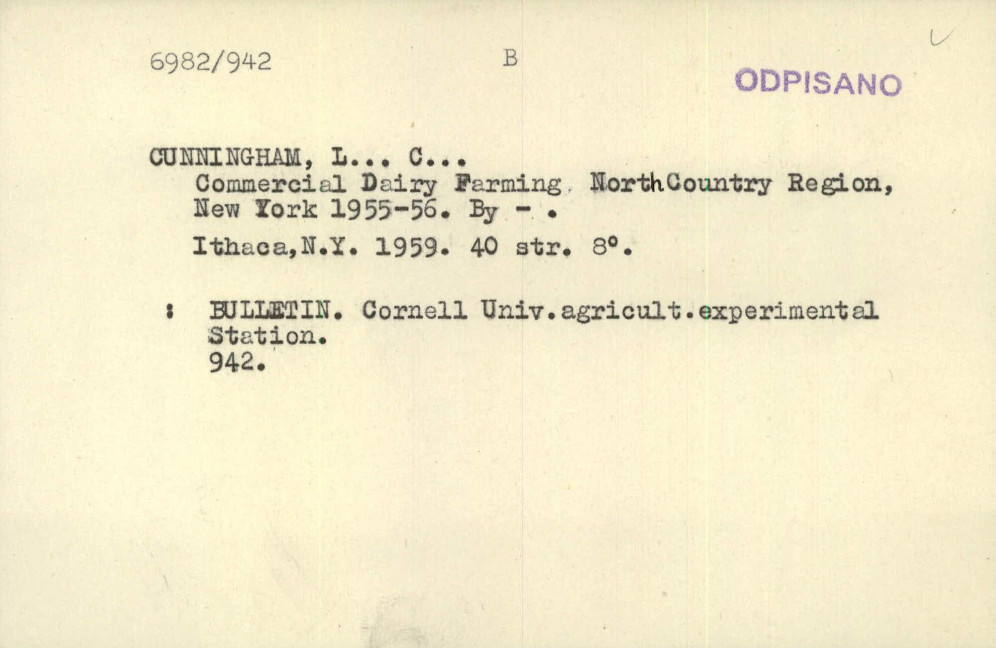 6982/942 B
ODPISANO
CUNNINGHAM, L... C...
Commercial Dairy Farming, NorthCountry Region,
New York 1955-56. By - .
Ithaca,N.Y. 1959. 40 str. 8°.
: BULLETIN. Cornell Univ.agricult.experimental
Station.
942.